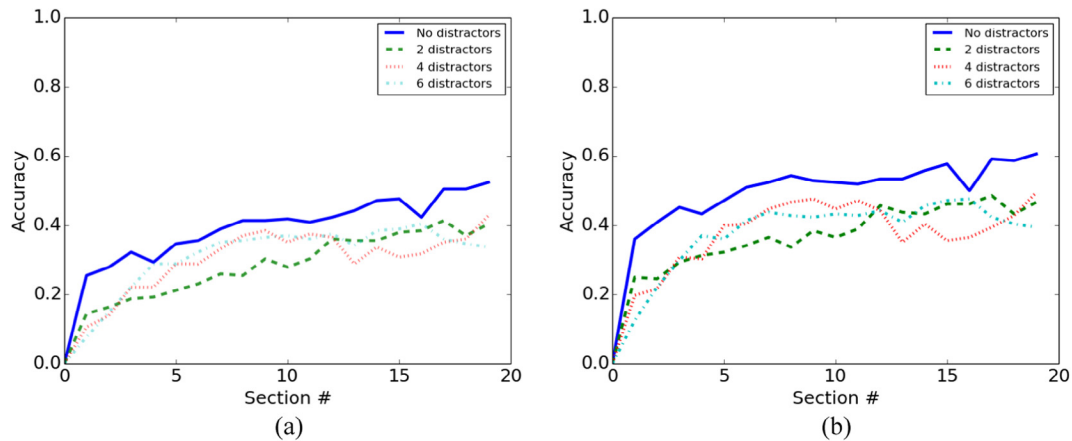 1.0
0.8
0.6
0.4
0.2
0.0
Accuracy
No distractors
2 distractors
4 distractors
6 distractors
0 5 10 15 20
Section #
(a)
1.0
0.8
0.6
0.4
0.2
0.0
Accuracy
No distractors
2 distractors
4 distractors
6 distractors
0 5 10 15 20
Section #
(b)